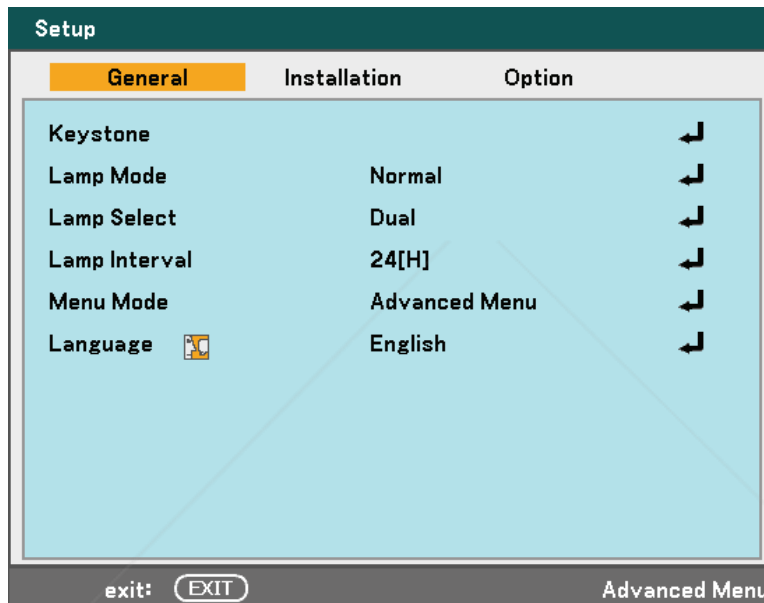 Setup
General Installation Option
Keystone
Lamp Mode Normal
Lamp Select Dual
Lamp Interval 24[H]
Menu Mode Advanced Menu
Language English
exit: EXIT Advanced Menu